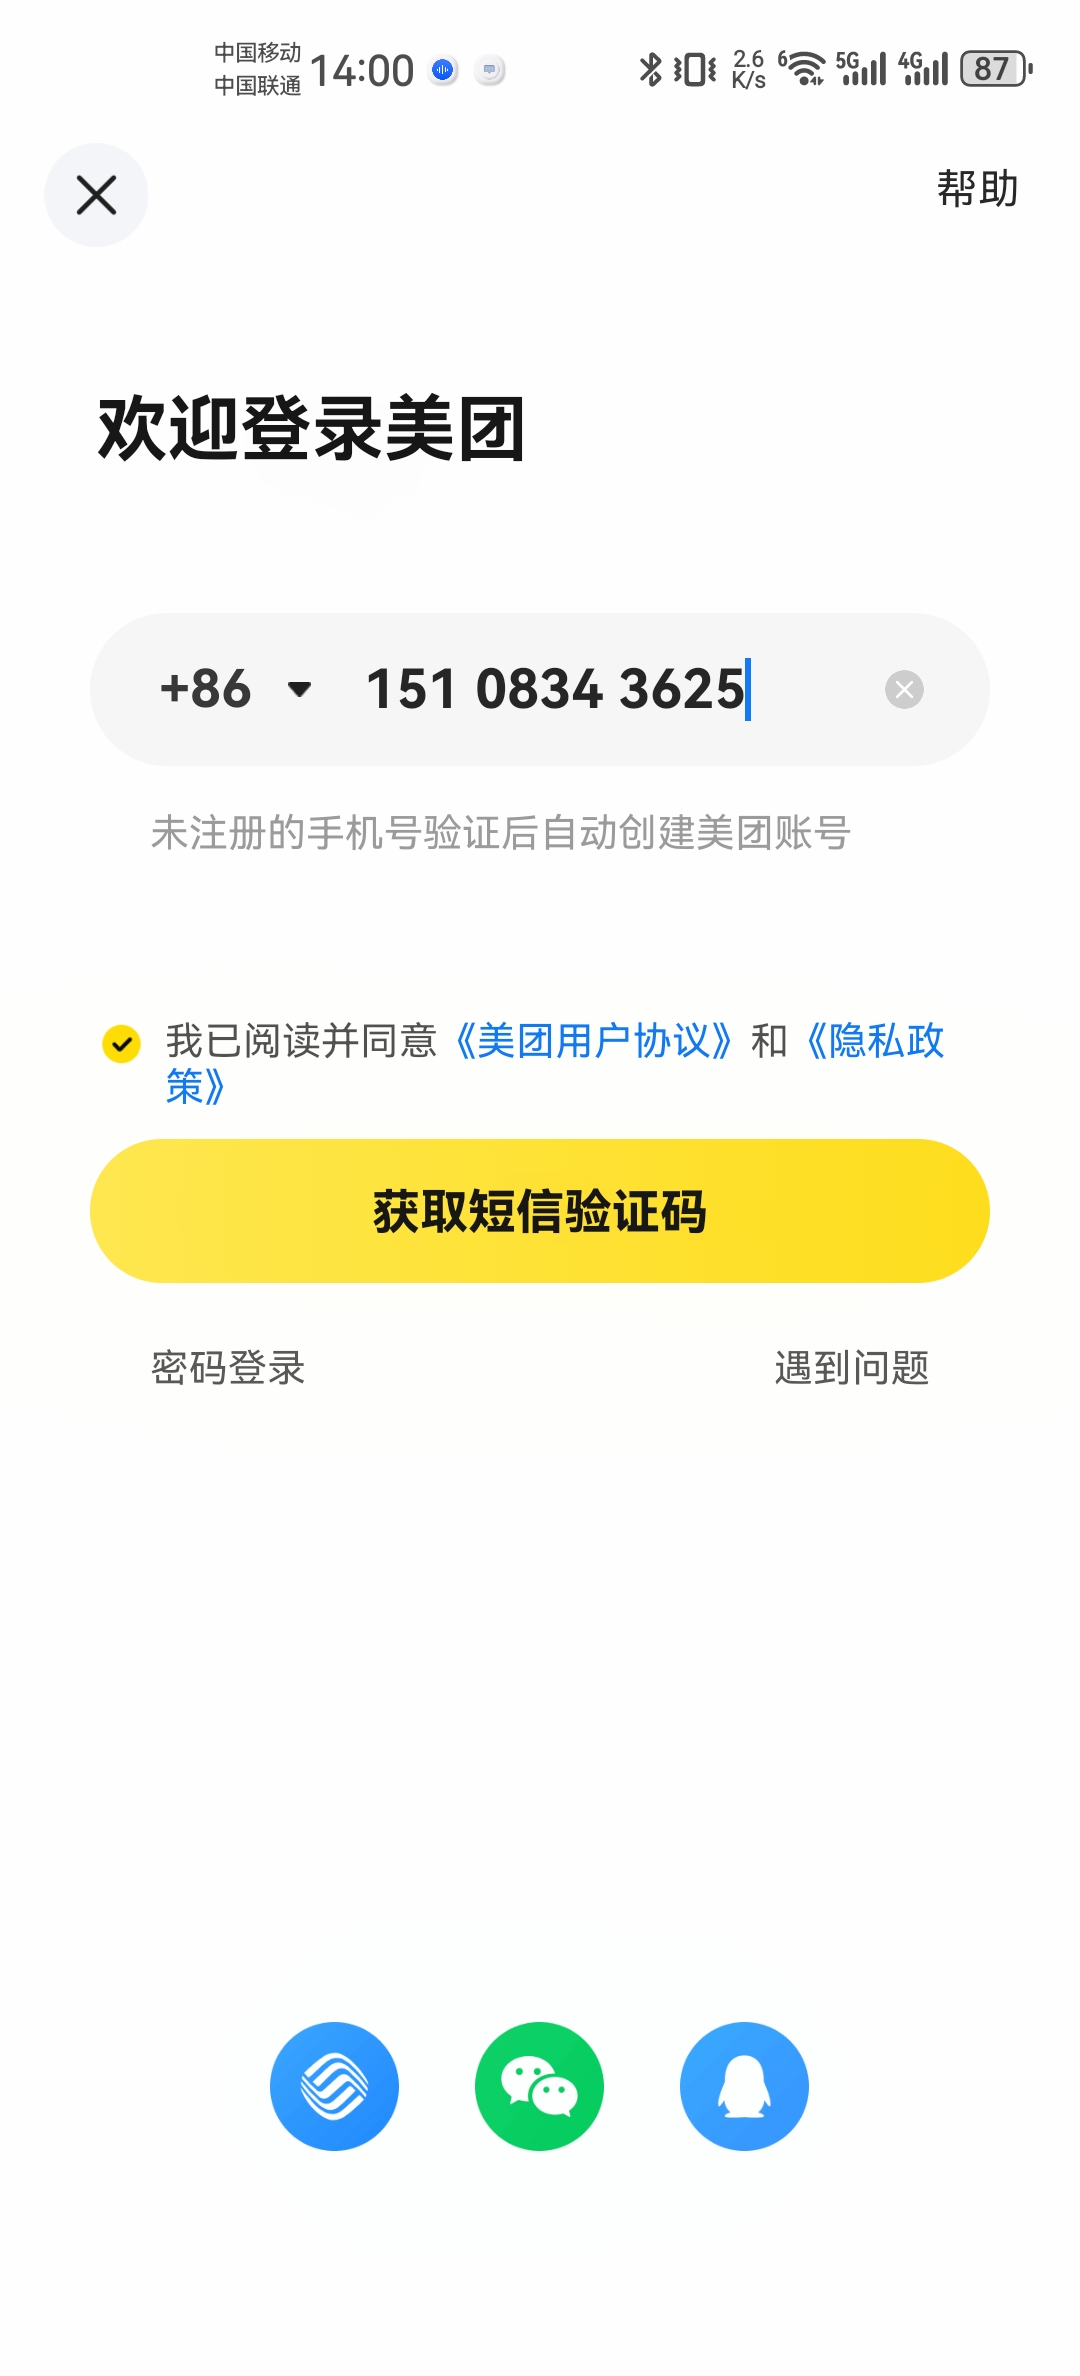 中国移动
中国联通
14:00
2.6
K/s
6
5G
4G
87
帮助
欢迎登录美团
+86 151 0834 3625
未注册的手机号验证后自动创建美团账号
我已阅读并同意《美团用户协议》和《隐私政
策》
获取短信验证码
密码登录 遇到问题